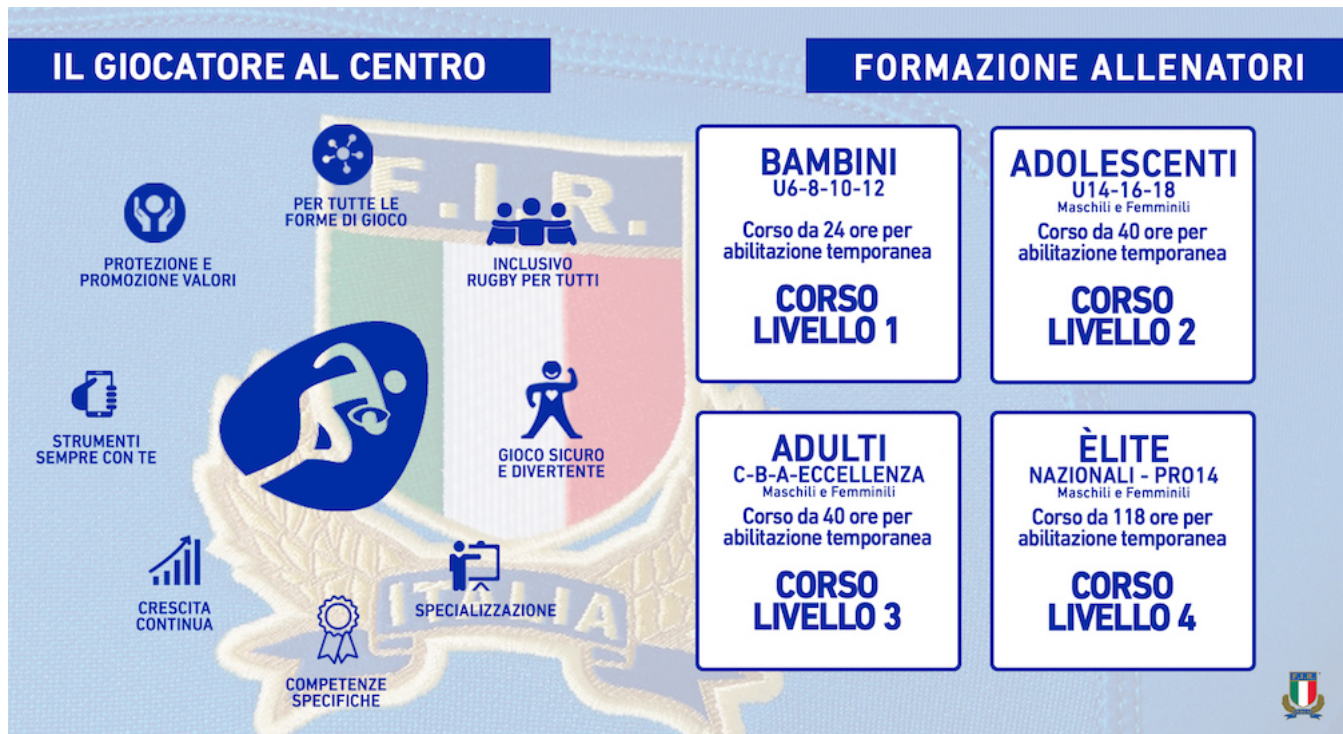 IL GIOCATORE AL CENTRO
FORMAZIONE ALLENATORI
PER TUTTE LE
FORME DI GIOCO
PROTEZIONE E
PROMOZIONE VALORI
INCLUSIVO
RUGBY PER TUTTI
STRUMENTI
SEMPRE CON TE
GIOCO SICURO
E DIVERTENTE
CRESCITA
CONTINUA
SPECIALIZZAZIONE
COMPETENZE
SPECIFICHE
F.I.R.
ITALIA
BAMBINI
U6-8-10-12
Corso da 24 ore per
abilitazione temporanea
CORSO
LIVELLO 1
ADOLESCENTI
U14-16-18
Maschili e Femminili
Corso da 40 ore per
abilitazione temporanea
CORSO
LIVELLO 2
ADULTI
C-B-A-ECCELLENZA
Maschili e Femminili
Corso da 40 ore per
abilitazione temporanea
CORSO
LIVELLO 3
ÈLITE
NAZIONALI - PRO14
Maschili e Femminili
Corso da 118 ore per
abilitazione temporanea
CORSO
LIVELLO 4
F.I.R.